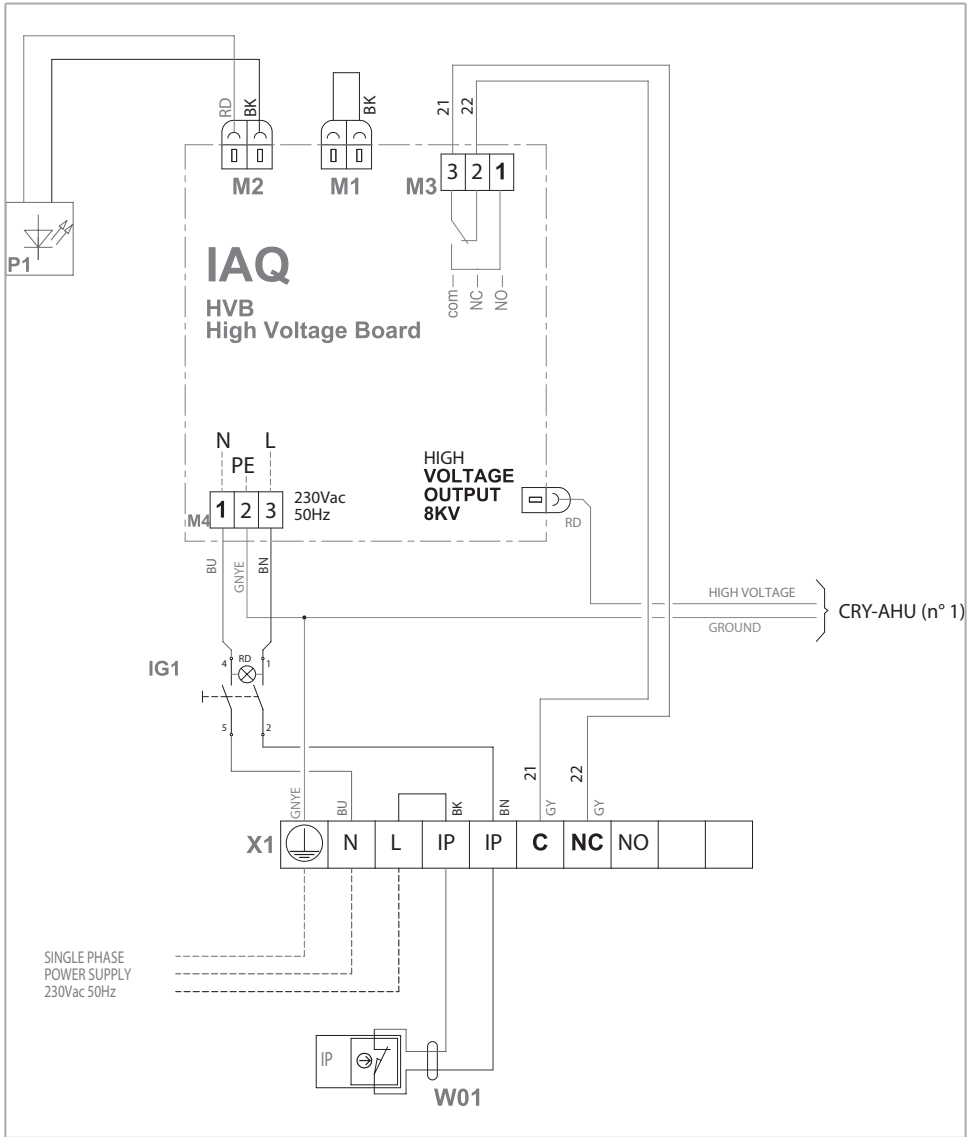 RD
BK
BK
21
22
M2
M1
M3
3 2 1
P1
IAQ
HVB
High Voltage Board
com
NC
NO
N L
PE
HIGH
VOLTAGE
OUTPUT
8KV
M4
1 2 3
230Vac
50Hz
RD
BU
GNYE
BN
HIGH VOLTAGE
GROUND
CRY-AHU (n° 1)
IG1
4
RD
1
5
2
GNYE
BU
BK
BN
21
GY
22
GY
X1
N L IP IP C NC NO
SINGLE PHASE
POWER SUPPLY
230Vac 50Hz
IP
W01